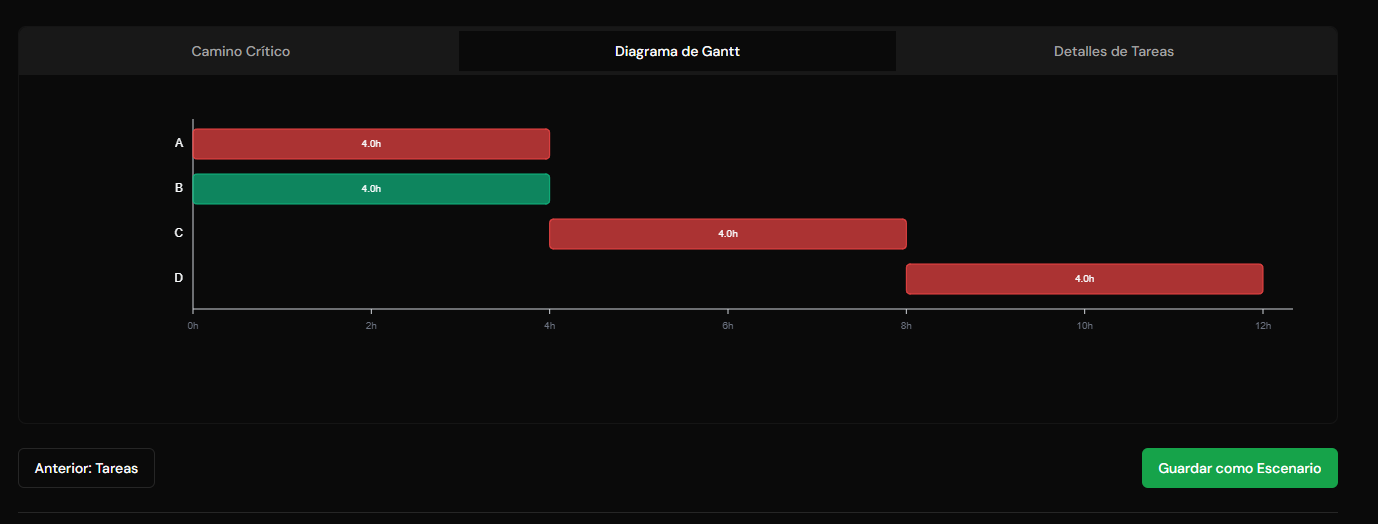 Camino Crítico
Diagrama de Gantt
Detalles de Tareas
A
4.0h
B
4.0h
C
4.0h
D
4.0h
0h
2h
4h
6h
8h
10h
12h
Anterior: Tareas
Guardar como Escenario